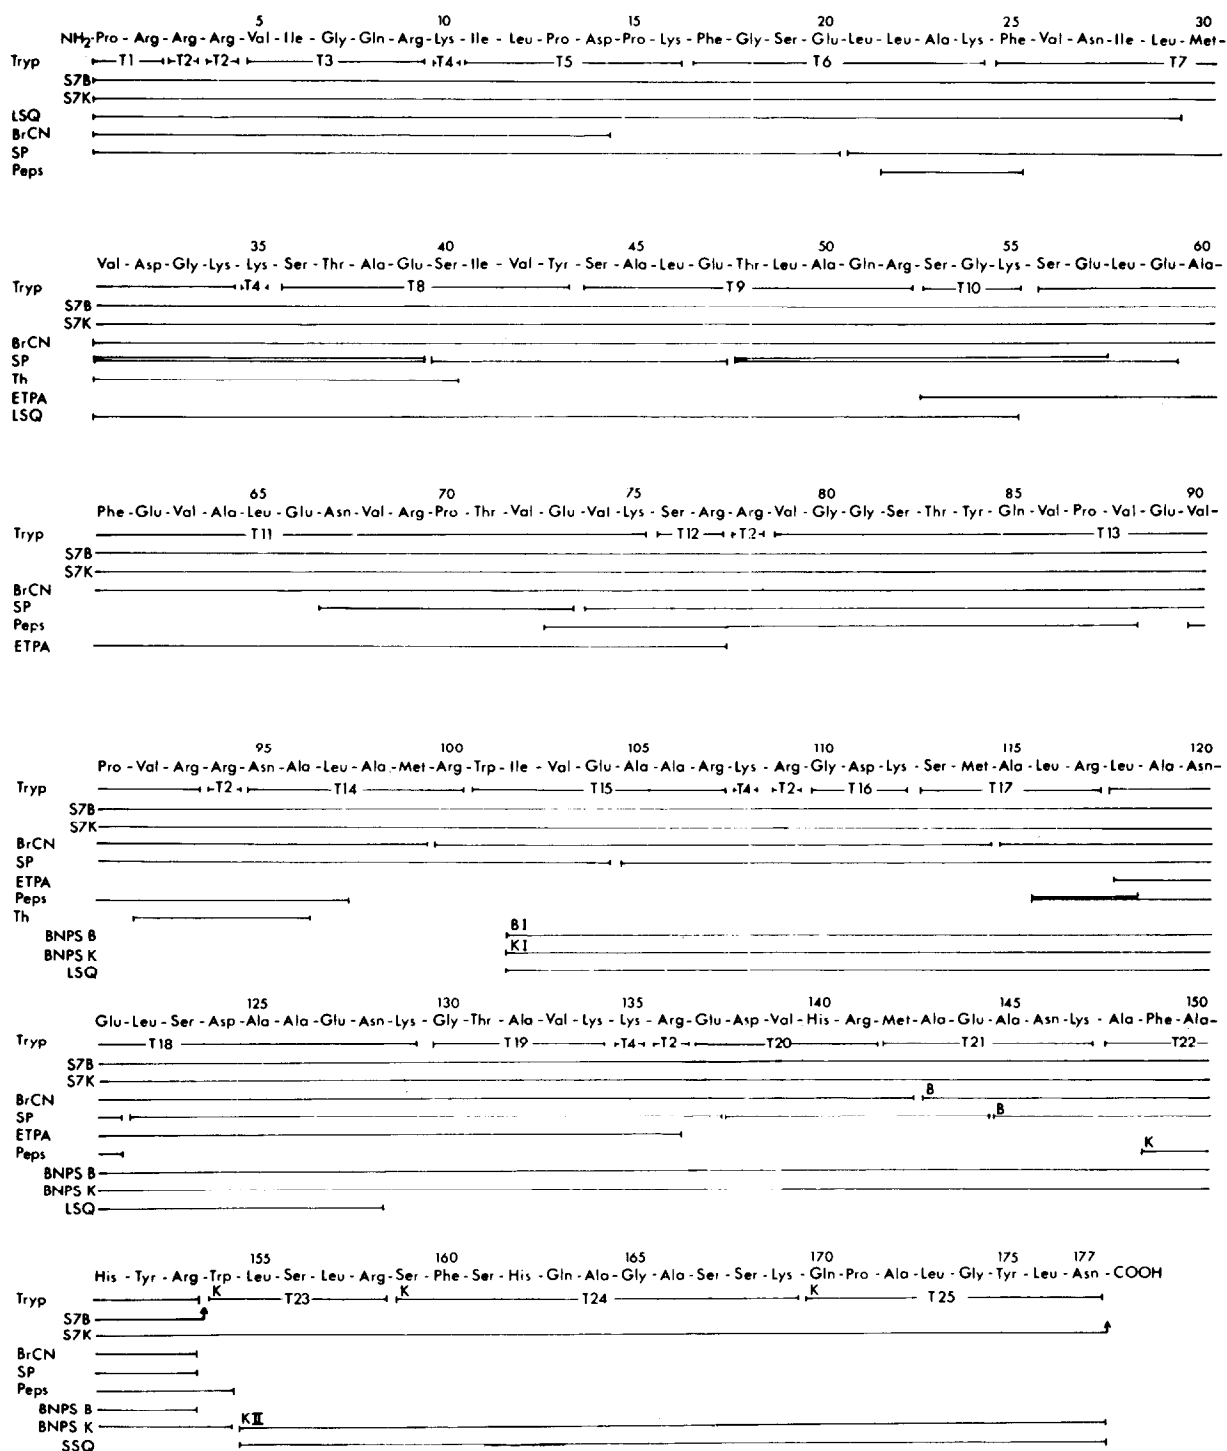 5 10 15 20 25 30
NH2-Pro - Arg - Arg - Arg - Val - Ile - Gly - Gln - Arg - Lys - Ile - Leu - Pro - Asp - Pro - Lys - Phe - Gly - Ser - Glu - Leu - Leu - Ala - Lys - Phe - Val - Asn - Ile - Leu - Met-
Tryp T1 T2 T2 T3 T4 T5 T6 T7
S7B
S7K
LSQ
BrCN
SP
Peps
35 40 45 50 55 60
Val - Asp - Gly - Lys - Lys - Ser - Thr - Ala - Glu - Ser - Ile - Val - Tyr - Ser - Ala - Leu - Glu - Thr - Leu - Ala - Gln - Arg - Ser - Gly - Lys - Ser - Glu - Leu - Glu - Ala-
Tryp T4 T8 T9 T10
S7B
S7K
BrCN
SP
Th
ETPA
LSQ
65 70 75 80 85 90
Phe - Glu - Val - Ala - Leu - Glu - Asn - Val - Arg - Pro - Thr - Val - Glu - Val - Lys - Ser - Arg - Arg - Val - Gly - Gly - Ser - Thr - Tyr - Gln - Val - Pro - Val - Glu - Val-
Tryp T11 T12 T2 T13
S7B
S7K
BrCN
SP
Peps
ETPA
95 100 105 110 115 120
Pro - Val - Arg - Arg - Asn - Ala - Leu - Ala - Met - Arg - Trp - Ile - Val - Glu - Ala - Ala - Arg - Lys - Arg - Gly - Asp - Lys - Ser - Met - Ala - Leu - Arg - Leu - Ala - Asn-
Tryp T2 T14 T15 T4 T2 T16 T17
S7B
S7K
BrCN
SP
ETPA
Peps
Th
BNPS B BI
BNPS K KI
LSQ
125 130 135 140 145 150
Glu - Leu - Ser - Asp - Ala - Ala - Glu - Asn - Lys - Gly - Thr - Ala - Val - Lys - Lys - Arg - Glu - Asp - Val - His - Arg - Met - Ala - Glu - Ala - Asn - Lys - Ala - Phe - Ala-
Tryp T18 T19 T4 T2 T20 T21 T22
S7B
S7K
BrCN B
SP B
ETPA
Peps K
BNPS B
BNPS K
LSQ
155 160 165 170 175 177
His - Tyr - Arg - Trp - Leu - Ser - Leu - Arg - Ser - Phe - Ser - His - Gln - Ala - Gly - Ala - Ser - Ser - Lys - Gln - Pro - Ala - Leu - Gly - Tyr - Leu - Asn - COOH
Tryp K T23 K T24 K T25
S7B
S7K
BrCN
SP
Peps
BNPS B
BNPS K KII
SSQ